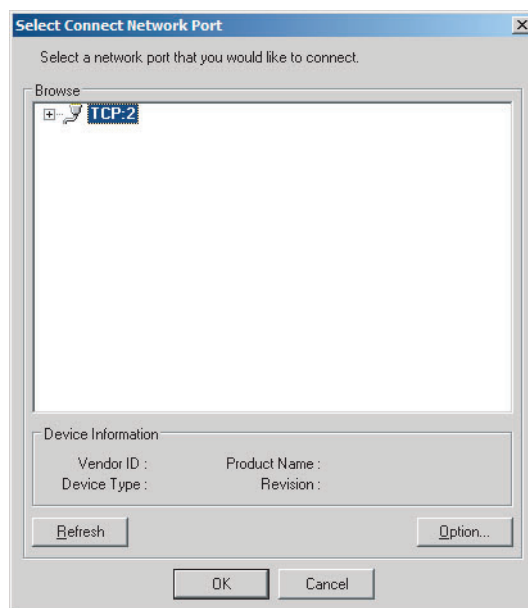 Select Connect Network Port
Select a network port that you would like to connect.
Browse
TCP:2
Device Information
Vendor ID : Product Name :
Device Type : Revision :
Refresh Option...
OK Cancel